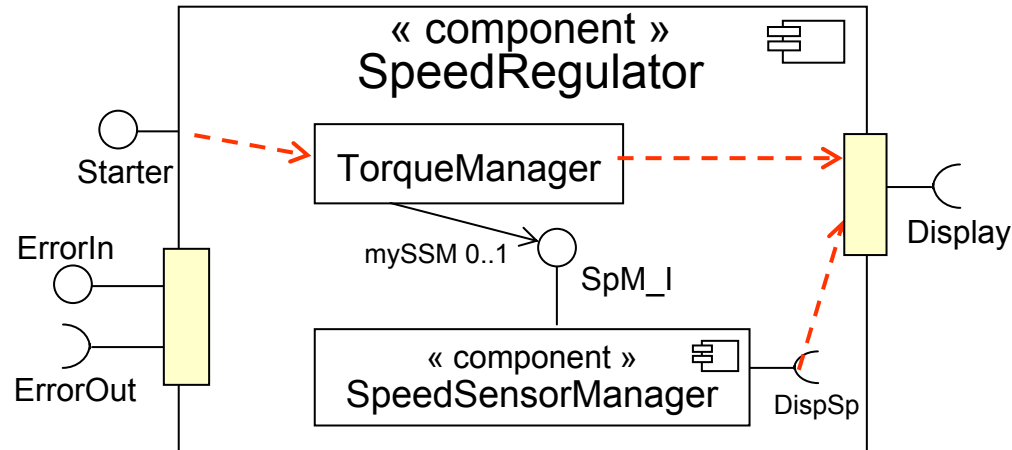 « component »
SpeedRegulator
Starter
TorqueManager
ErrorIn
mySSM 0..1
SpM_I
Display
ErrorOut
« component »
SpeedSensorManager
DispSp